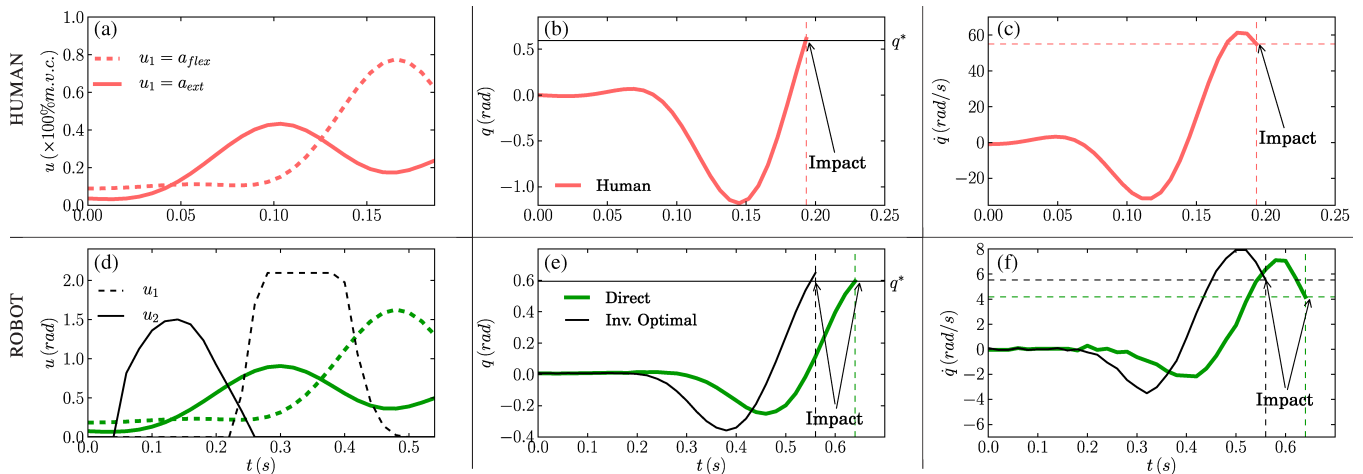 HUMAN
(a)
u (×100%m.v.c.)
1.0
0.8
0.6
0.4
0.2
0.0
u₁ = a_flex
u₁ = a_ext
0.00 0.05 0.10 0.15
(b)
q (rad)
0.5
0.0
−0.5
−1.0
q*
Impact
Human
0.00 0.05 0.10 0.15 0.20 0.25
(c)
q̇ (rad/s)
60
40
20
0
−20
Impact
0.00 0.05 0.10 0.15 0.20 0.25
ROBOT
(d)
u (rad)
2.0
1.5
1.0
0.5
0.0
u₁
u₂
0.0 0.1 0.2 0.3 0.4 0.5
t (s)
(e)
q (rad)
0.8
0.6
0.4
0.2
0.0
−0.2
−0.4
q*
Direct
Inv. Optimal
Impact
0.0 0.1 0.2 0.3 0.4 0.5 0.6
t (s)
(f)
q̇ (rad/s)
8
6
4
2
0
−2
−4
−6
Impact
0.0 0.1 0.2 0.3 0.4 0.5 0.6
t (s)